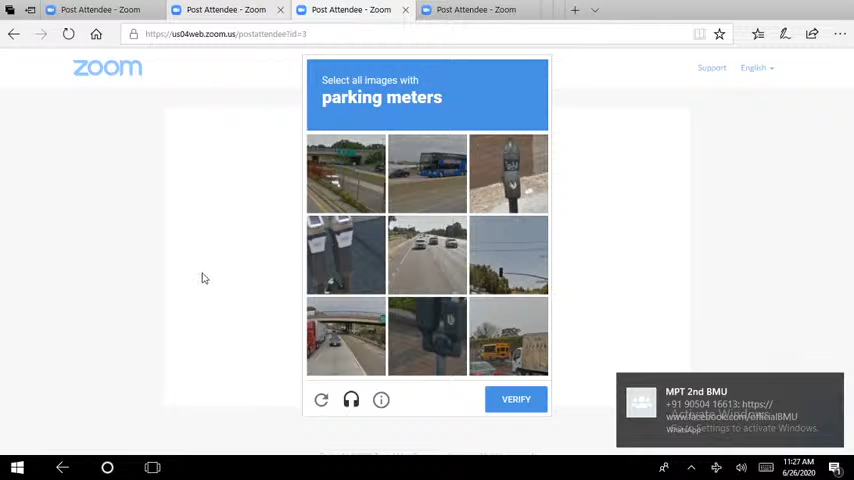 Post Attendee - Zoom
Post Attendee - Zoom
Post Attendee - Zoom
Post Attendee - Zoom
https://us04web.zoom.us/postattendee?id=3
zoom
Support
English
Select all images with
parking meters
VERIFY
MPT 2nd BMU
+91 90504 16613: https://
www.facebook.com/officialBMU
WhatsApp
Activate Windows
Go to Settings to activate Windows.
11:27 AM
6/26/2020